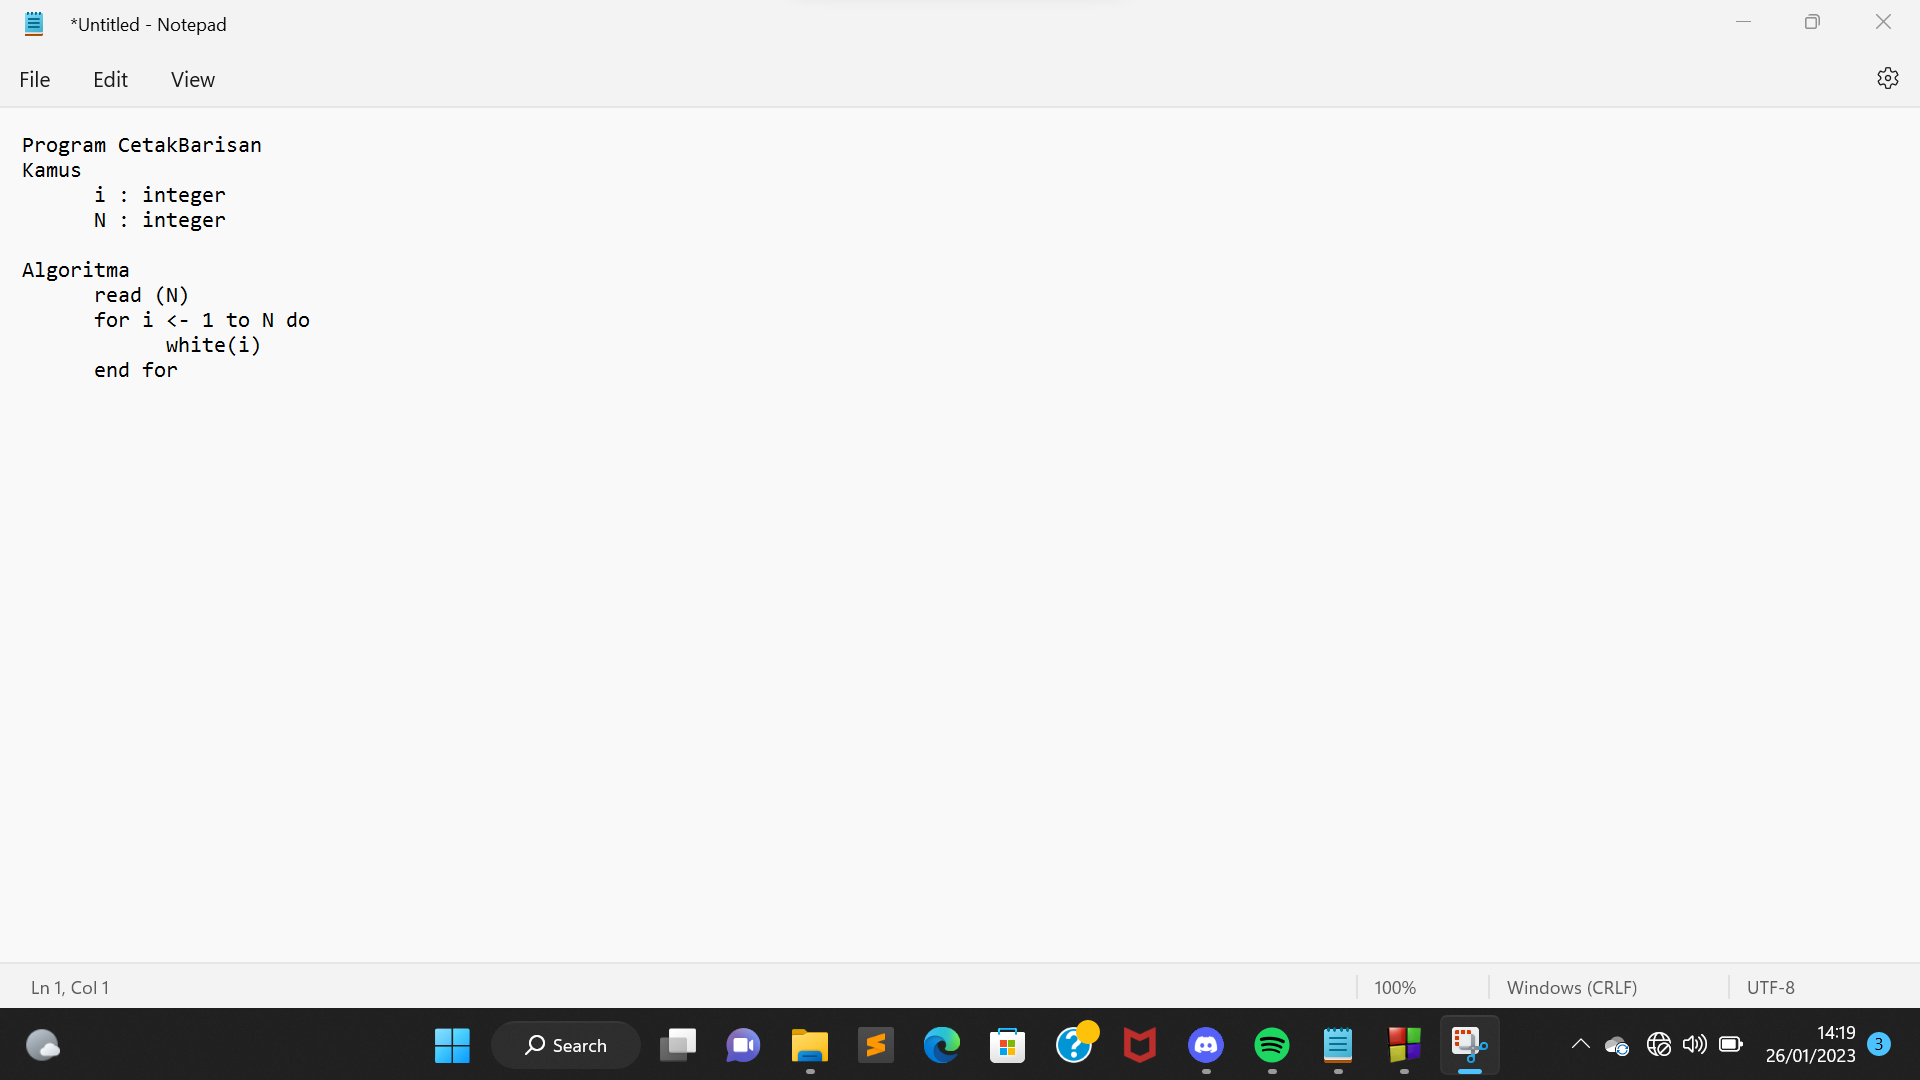 *Untitled - Notepad
File Edit View
Program CetakBarisan
Kamus
i : integer
N : integer
Algoritma
read (N)
for i <- 1 to N do
white(i)
end for
Ln 1, Col 1 100% Windows (CRLF) UTF-8
Search
14:19
26/01/2023 3